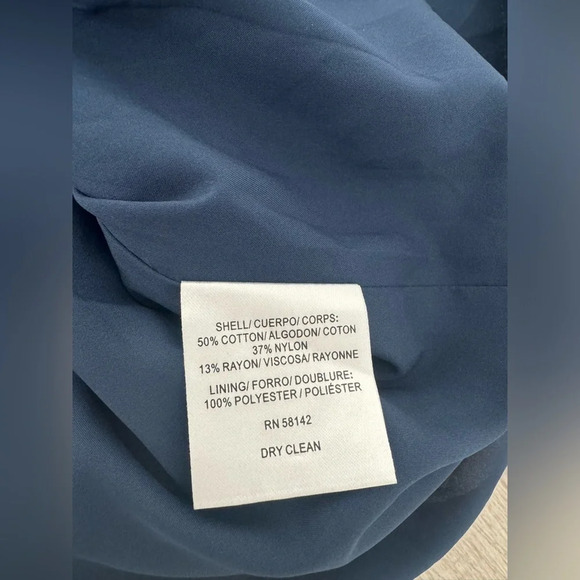 SHELL/ CUERPO/ CORPS:
50% COTTON/ ALGODON/ COTON
37% NYLON
13% RAYON/ VISCOSA/ RAYONNE
LINING/ FORRO/ DOUBLURE:
100% POLYESTER / POLIÉSTER
RN 58142
DRY CLEAN